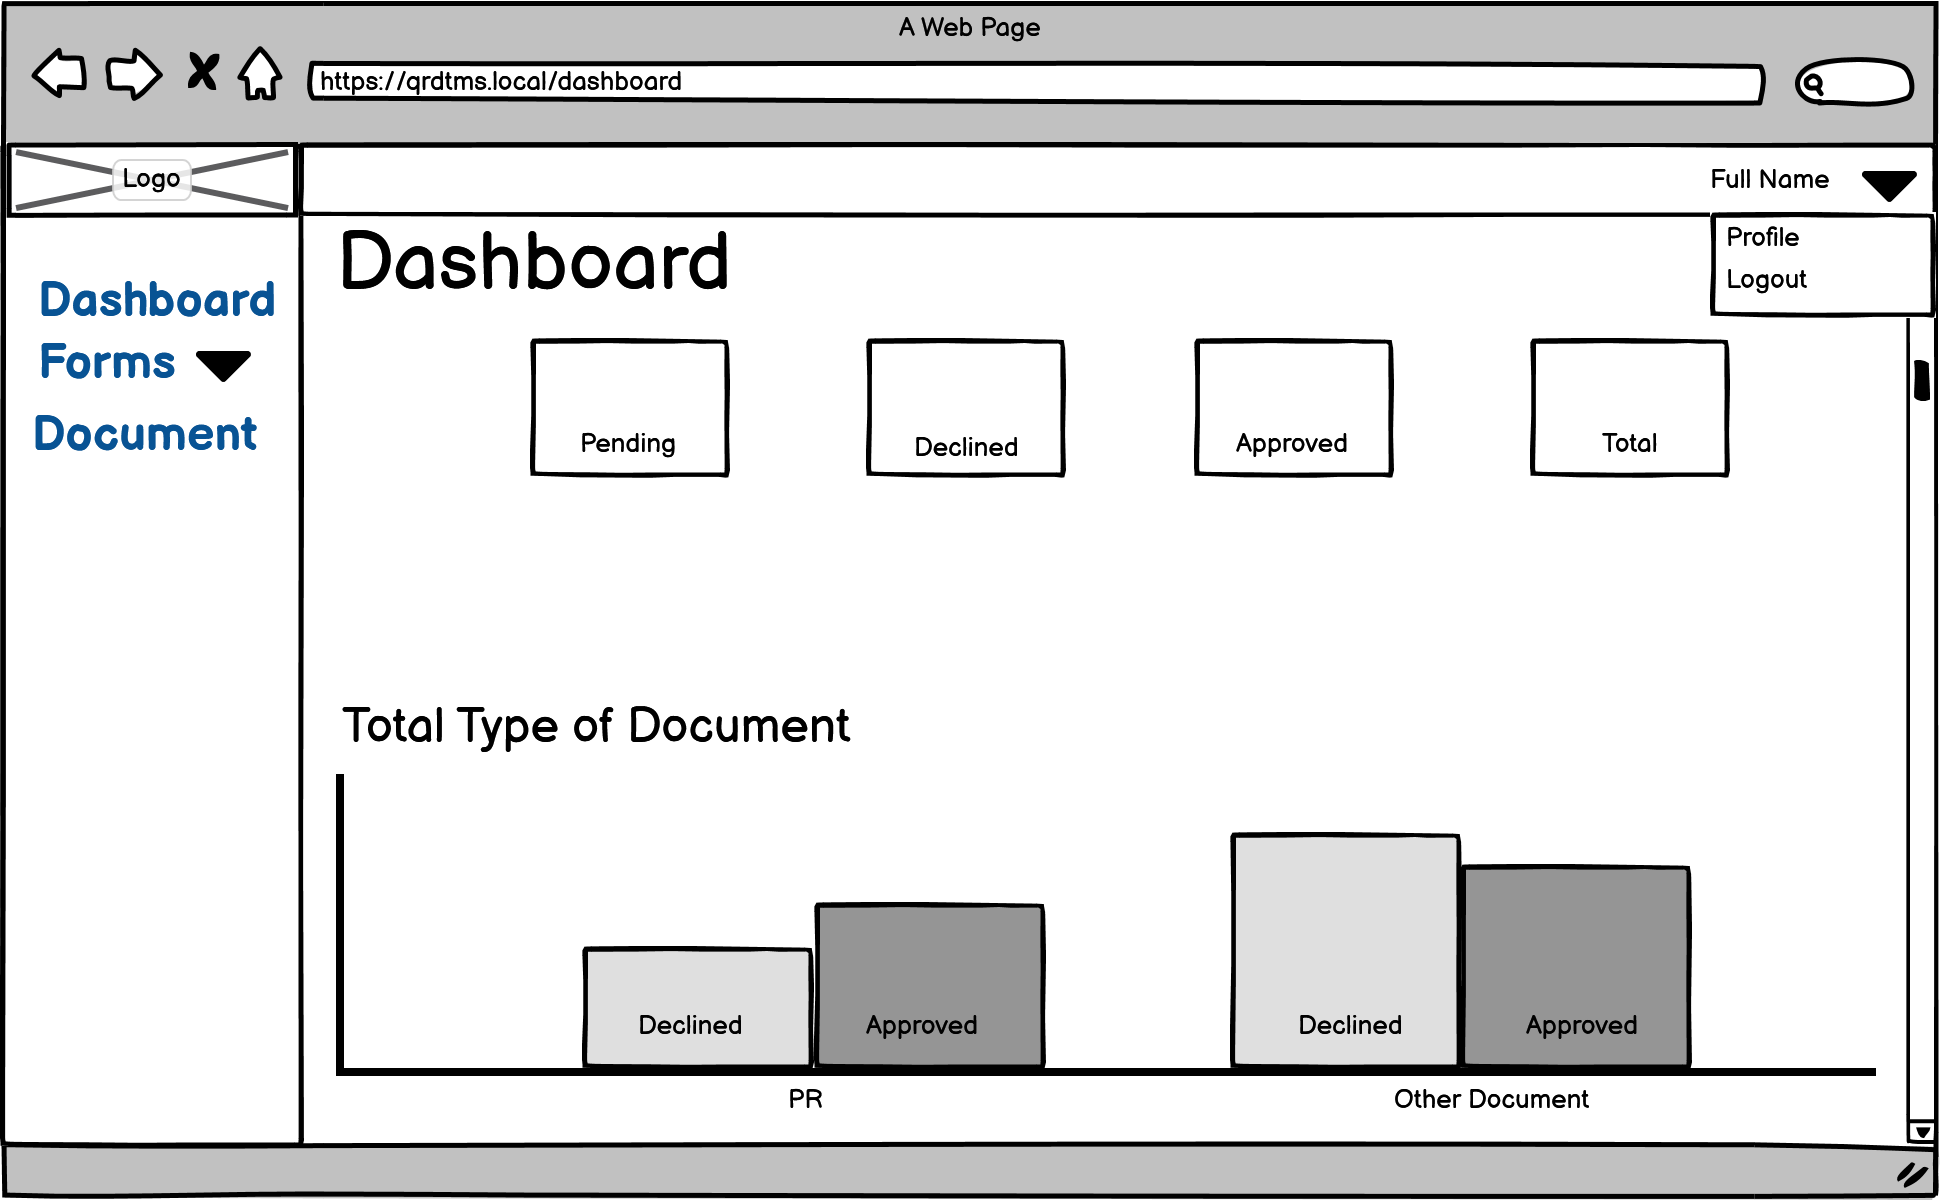 A Web Page
https://qrdtms.local/dashboard
Logo
Full Name
Profile
Logout
Dashboard
Forms
Document
Dashboard
Pending
Declined
Approved
Total
Total Type of Document
Declined
Approved
Declined
Approved
PR
Other Document